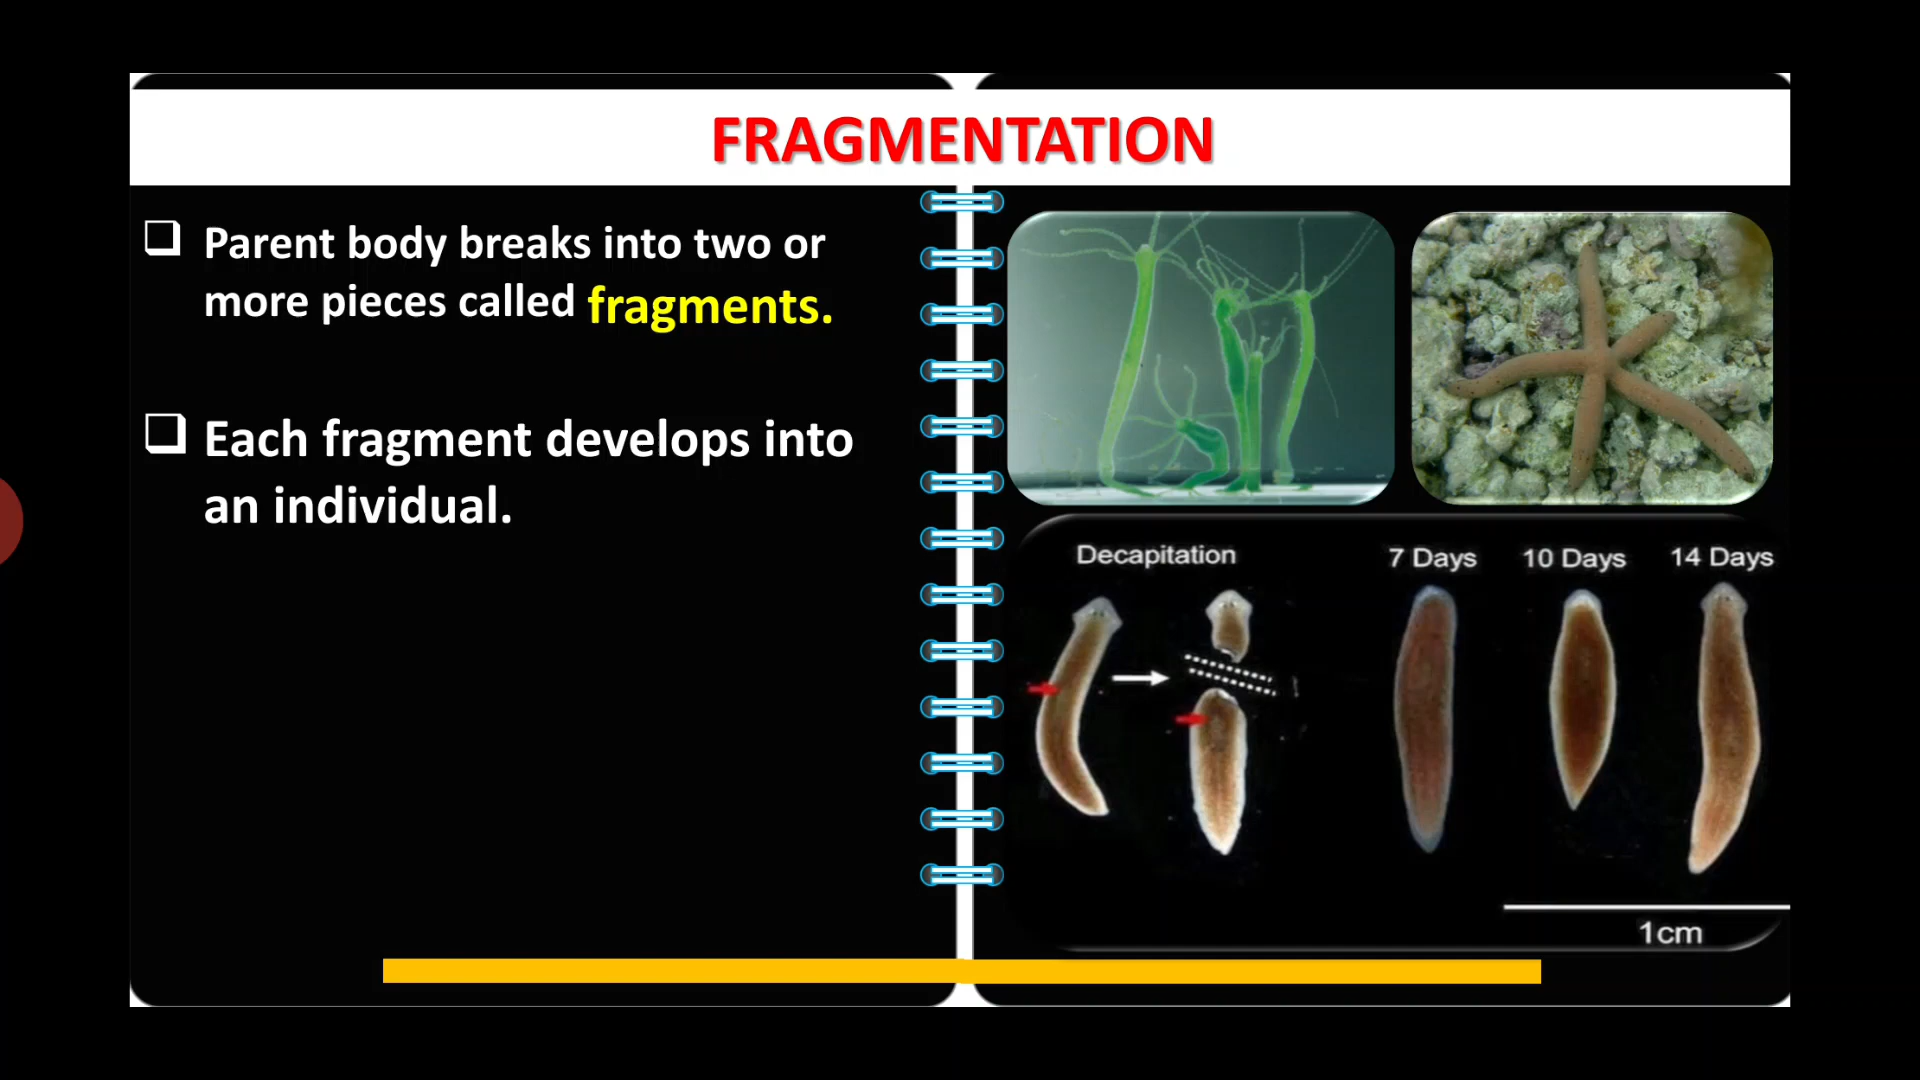 FRAGMENTATION
Parent body breaks into two or
more pieces called fragments.
Each fragment develops into
an individual.
Decapitation
7 Days
10 Days
14 Days
1cm